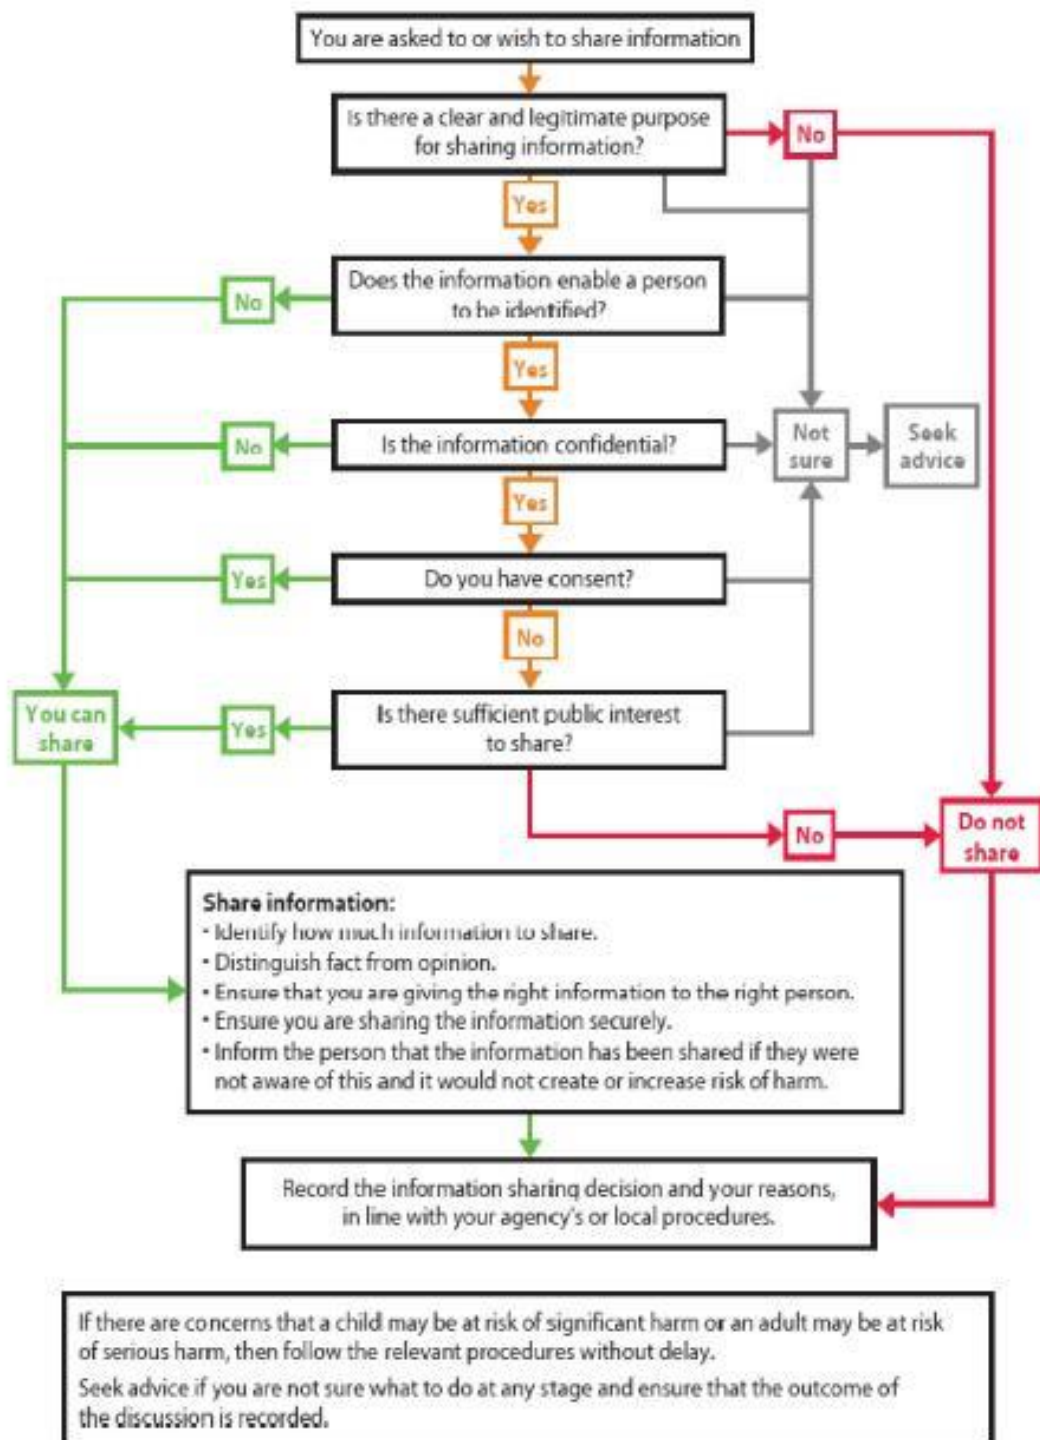 You are asked to or wish to share information
Is there a clear and legitimate purpose
for sharing information?
No
Yes
Does the information enable a person
to be identified?
No
Yes
Is the information confidential?
No
Not
sure
Seek
advice
Yes
Do you have consent?
Yes
No
Is there sufficient public interest
to share?
You can
share
Yes
No
Do not
share
Share information:
• Identify how much information to share.
• Distinguish fact from opinion.
• Ensure that you are giving the right information to the right person.
• Ensure you are sharing the information securely.
• Inform the person that the information has been shared if they were
not aware of this and it would not create or increase risk of harm.
Record the information sharing decision and your reasons,
in line with your agency's or local procedures.
If there are concerns that a child may be at risk of significant harm or an adult may be at risk
of serious harm, then follow the relevant procedures without delay.
Seek advice if you are not sure what to do at any stage and ensure that the outcome of
the discussion is recorded.